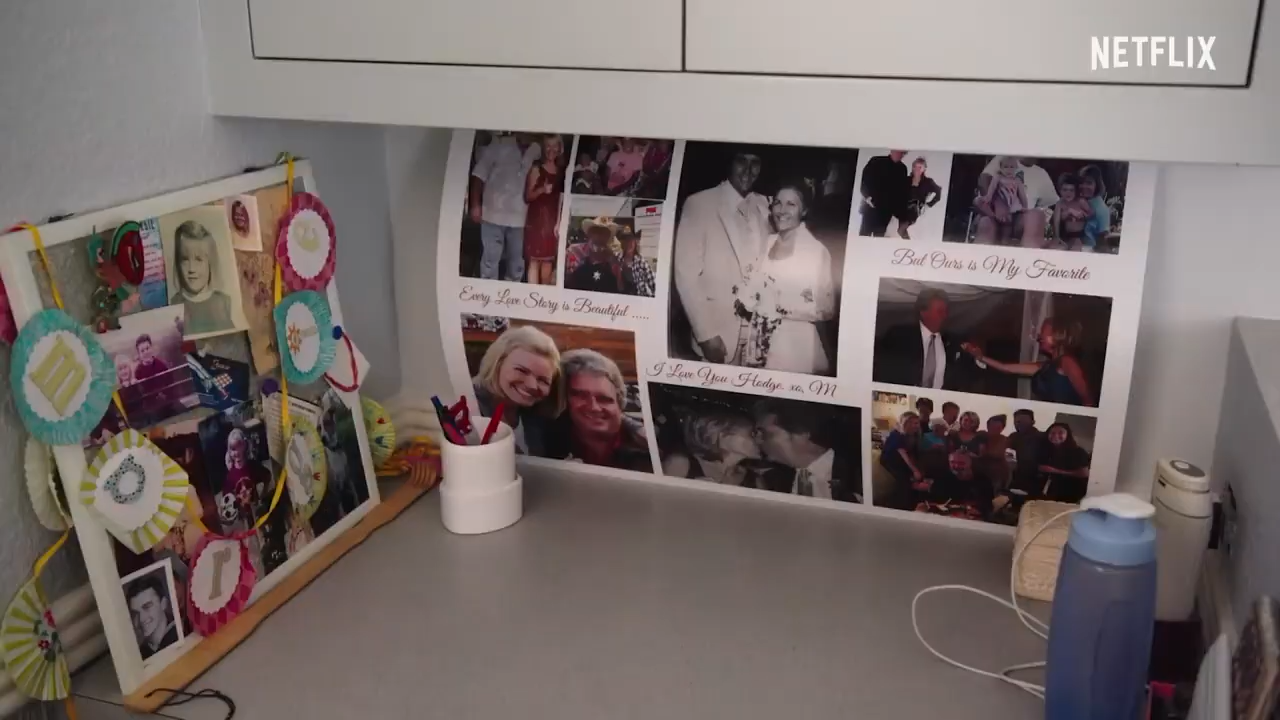 NETFLIX
But Ours is My Favorite
Every Love Story is Beautiful .....
I Love You Hodge. xo, M
m
a
r